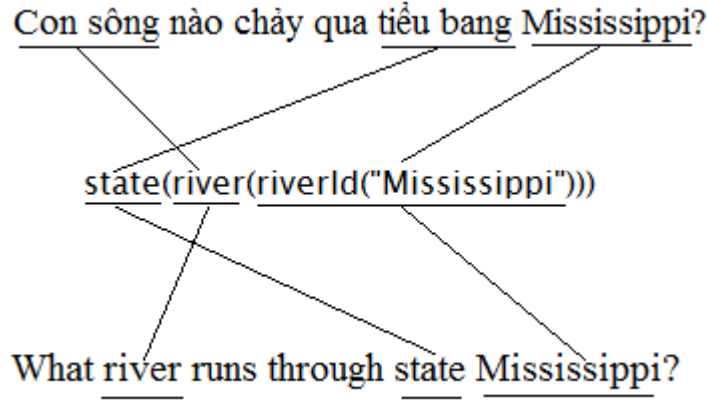 Con sông nào chảy qua tiểu bang Mississippi?
state(river(riverId("Mississippi")))
What river runs through state Mississippi?